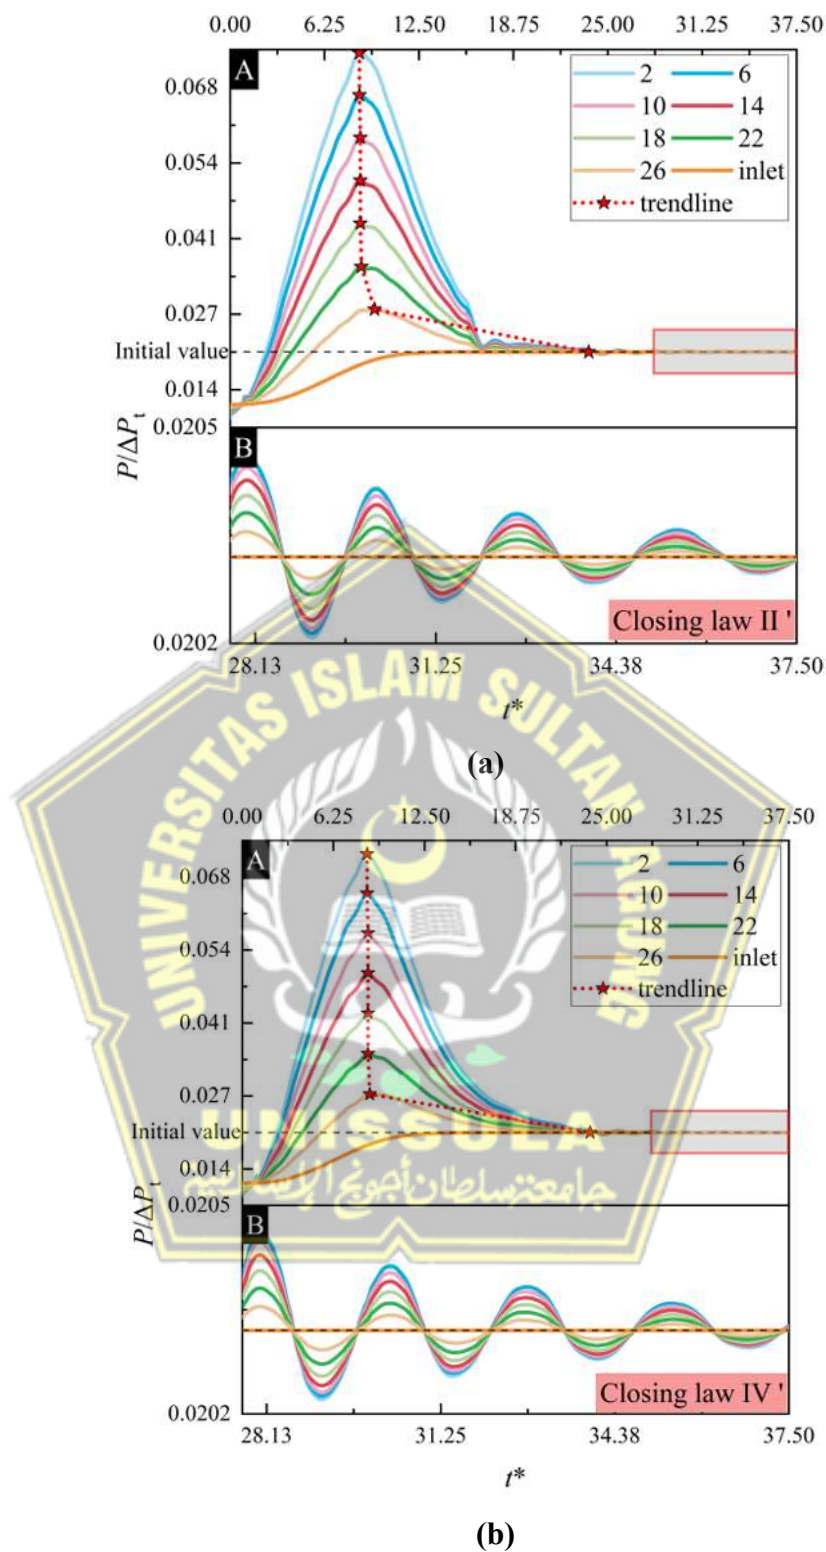 0.00 6.25 12.50 18.75 25.00 31.25 37.50
A
2 6
10 14
18 22
26 inlet
trendline
0.068
0.054
0.041
0.027
Initial value
0.014
P/ΔPt
0.0205
B
Closing law II '
0.0202
28.13 31.25 34.38 37.50
t*
(a)
UNIVERSITAS ISLAM SULTAN AGUNG
0.00 6.25 12.50 18.75 25.00 31.25 37.50
A
2 6
10 14
18 22
26 inlet
trendline
0.068
0.054
0.041
0.027
Initial value
0.014
UNISSULA
جامعنسلطان أجونج الإسلامية
P/ΔPt
0.0205
B
Closing law IV '
0.0202
28.13 31.25 34.38 37.50
t*
(b)